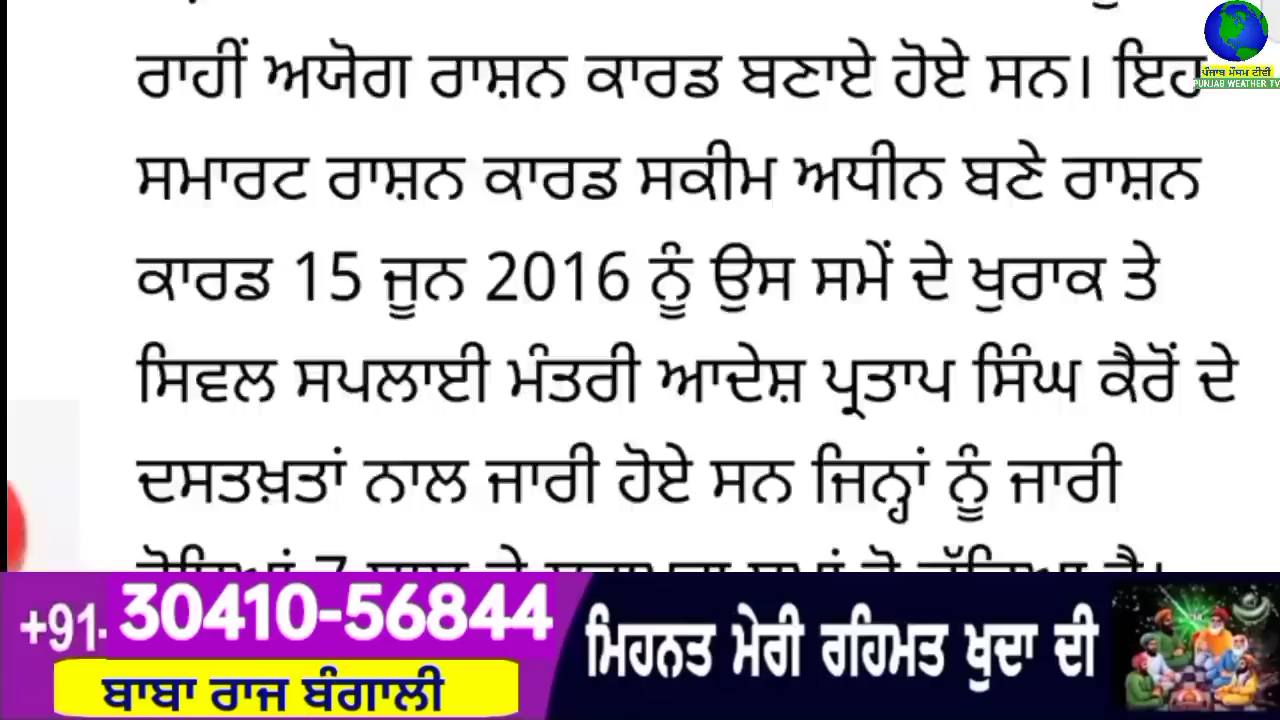 ਰਾਹੀਂ ਅਯੋਗ ਰਾਸ਼ਨ ਕਾਰਡ ਬਣਾਏ ਹੋਏ ਸਨ। ਇਹ
ਸਮਾਰਟ ਰਾਸ਼ਨ ਕਾਰਡ ਸਕੀਮ ਅਧੀਨ ਬਣੇ ਰਾਸ਼ਨ
ਕਾਰਡ 15 ਜੂਨ 2016 ਨੂੰ ਉਸ ਸਮੇਂ ਦੇ ਖੁਰਾਕ ਤੇ
ਸਿਵਲ ਸਪਲਾਈ ਮੰਤਰੀ ਆਦੇਸ਼ ਪ੍ਰਤਾਪ ਸਿੰਘ ਕੈਰੋਂ ਦੇ
ਦਸਤਖ਼ਤਾਂ ਨਾਲ ਜਾਰੀ ਹੋਏ ਸਨ ਜਿਨ੍ਹਾਂ ਨੂੰ ਜਾਰੀ
ਪੰਜਾਬ ਮੌਸਮ ਟੀਵੀ
PUNJAB WEATHER TV
+91- 30410-56844
ਬਾਬਾ ਰਾਜ ਬੰਗਾਲੀ
ਮਿਹਨਤ ਮੇਰੀ ਰਹਿਮਤ ਖੁਦਾ ਦੀ